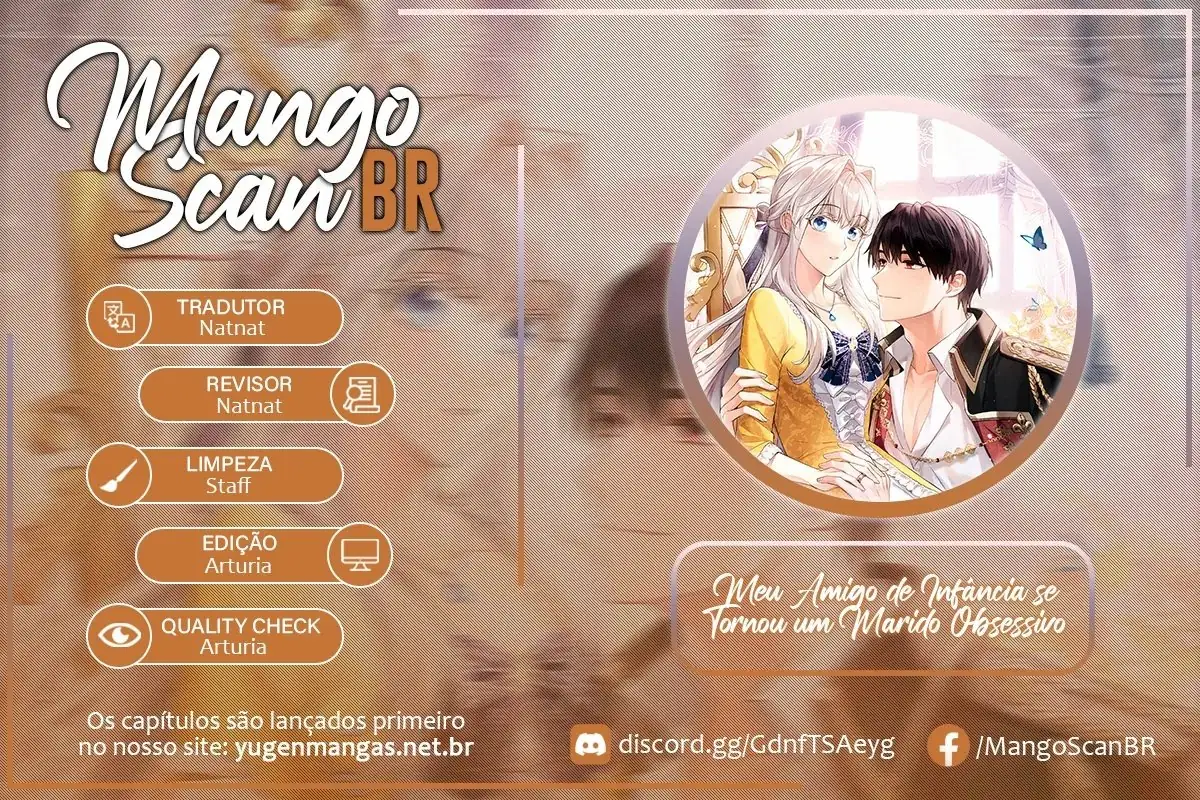 Mango
Scan BR
TRADUTOR
Natnat
REVISOR
Natnat
LIMPEZA
Staff
EDIÇÃO
Arturia
QUALITY CHECK
Arturia
Os capítulos são lançados primeiro
no nosso site: yugenmangas.net.br
Meu Amigo de Infância se
Tornou um Marido Obsessivo
discord.gg/GdnfTSAeyg
/MangoScanBR